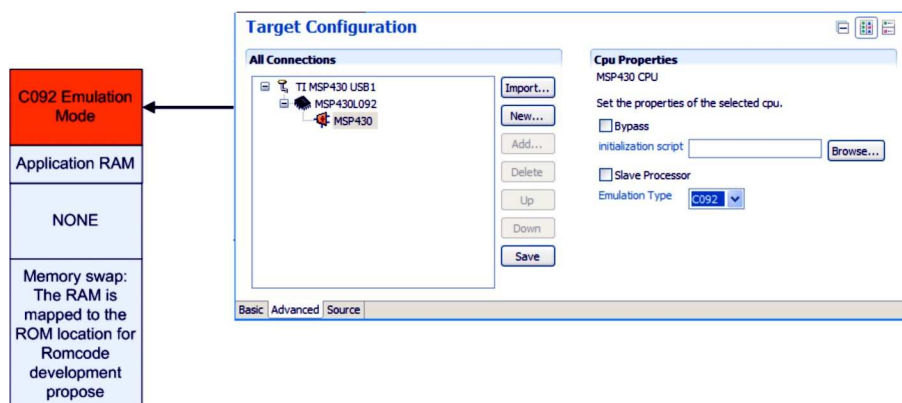 C092 Emulation
Mode
Application RAM
NONE
Memory swap:
The RAM is
mapped to the
ROM location for
Romcode
development
propose
Target Configuration
All Connections
TI MSP430 USB1
MSP430L092
MSP430
Import...
New...
Add...
Delete
Up
Down
Save
Cpu Properties
MSP430 CPU
Set the properties of the selected cpu.
Bypass
initialization script
Browse...
Slave Processor
Emulation Type
C092
Basic Advanced Source